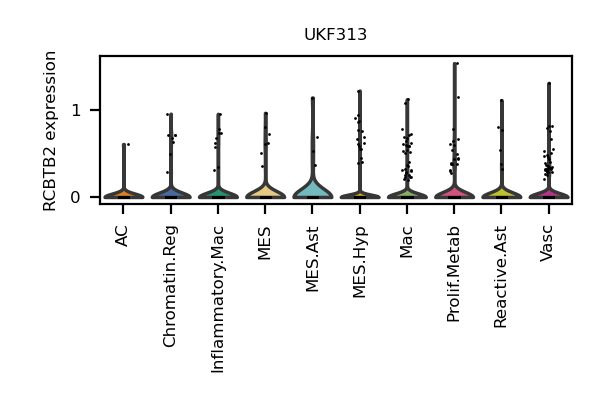 UKF313
RCBTB2 expression
1
0
AC
Chromatin.Reg
Inflammatory.Mac
MES
MES.Ast
MES.Hyp
Mac
Prolif.Metab
Reactive.Ast
Vasc